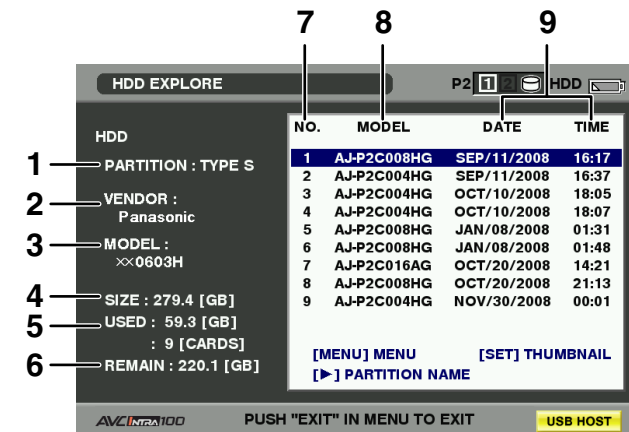 7 8 9
HDD EXPLORE P2 1 2 HDD
HDD
1 PARTITION : TYPE S
2 VENDOR :
Panasonic
3 MODEL :
××0603H
4 SIZE : 279.4 [GB]
5 USED : 59.3 [GB]
: 9 [CARDS]
6 REMAIN : 220.1 [GB]
NO. MODEL DATE TIME
1 AJ-P2C008HG SEP/11/2008 16:17
2 AJ-P2C004HG SEP/11/2008 16:37
3 AJ-P2C004HG OCT/10/2008 18:05
4 AJ-P2C004HG OCT/10/2008 18:07
5 AJ-P2C008HG JAN/08/2008 01:31
6 AJ-P2C008HG JAN/08/2008 01:48
7 AJ-P2C016AG OCT/20/2008 14:21
8 AJ-P2C008HG OCT/20/2008 21:13
9 AJ-P2C004HG NOV/30/2008 00:01
[MENU] MENU [SET] THUMBNAIL
[▶] PARTITION NAME
AVC INTRA 100 PUSH "EXIT" IN MENU TO EXIT USB HOST